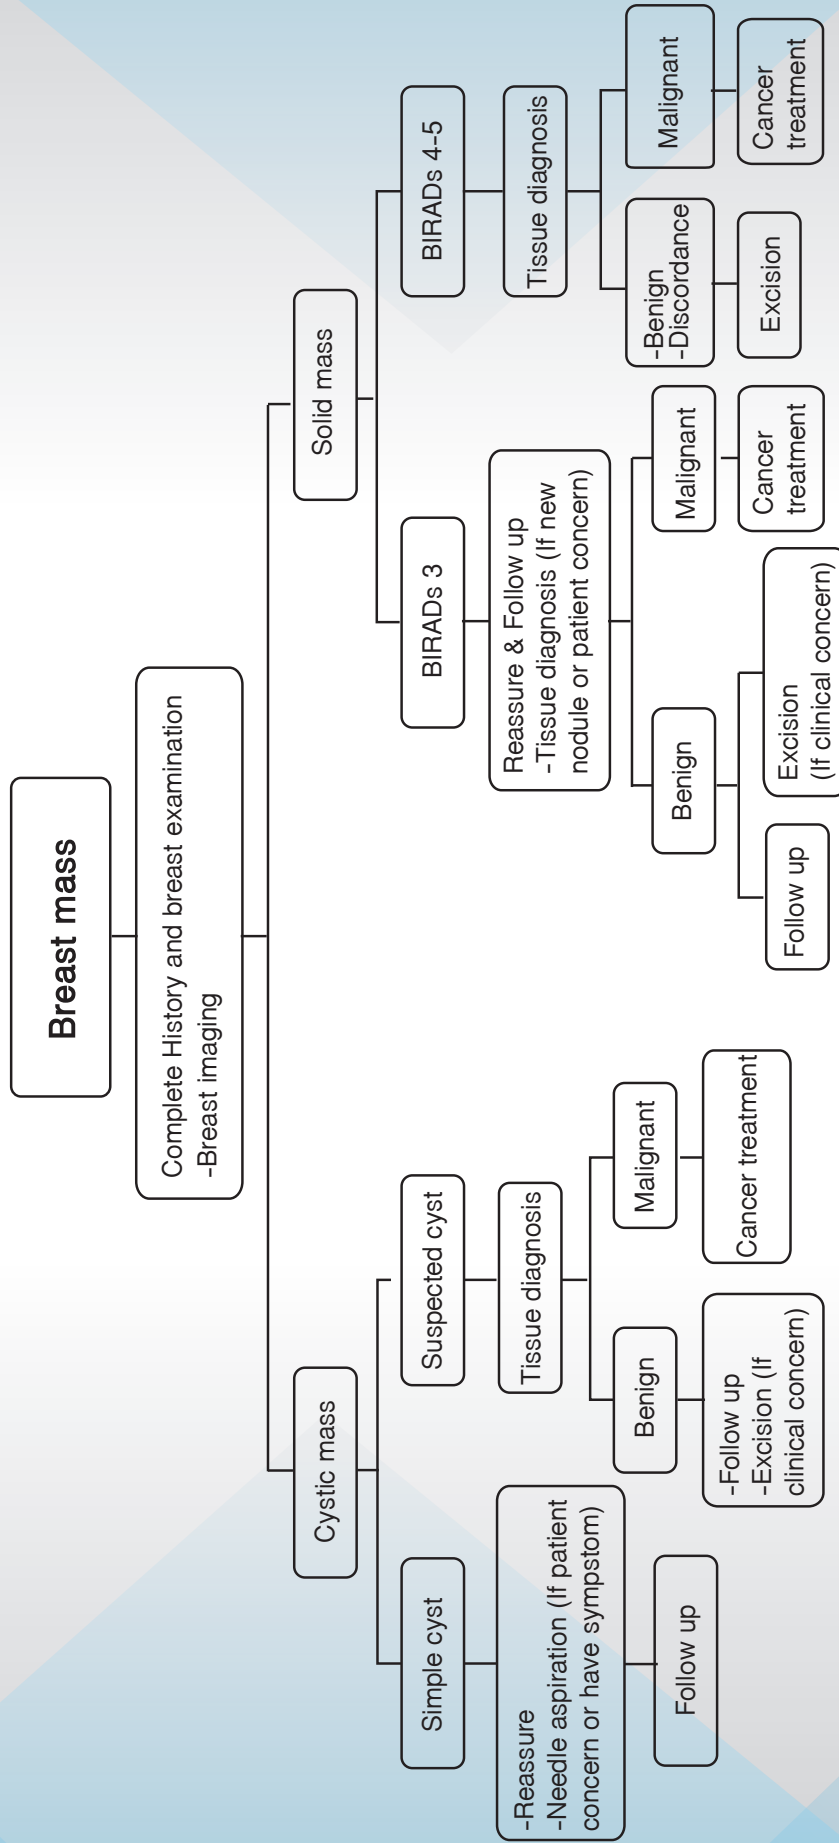 Breast mass
Complete History and breast examination
-Breast imaging
Cystic mass
Solid mass
Simple cyst
Suspected cyst
BIRADs 3
BIRADs 4-5
-Reassure
-Needle aspiration (If patient
concern or have sympstom)
Tissue diagnosis
Reassure & Follow up
-Tissue diagnosis (If new
nodule or patient concern)
Tissue diagnosis
Follow up
Benign
Malignant
Benign
Malignant
-Benign
-Discordance
Malignant
-Follow up
-Excision (If
clinical concern)
Cancer treatment
Follow up
Excision
(If clinical concern)
Cancer
treatment
Excision
Cancer
treatment